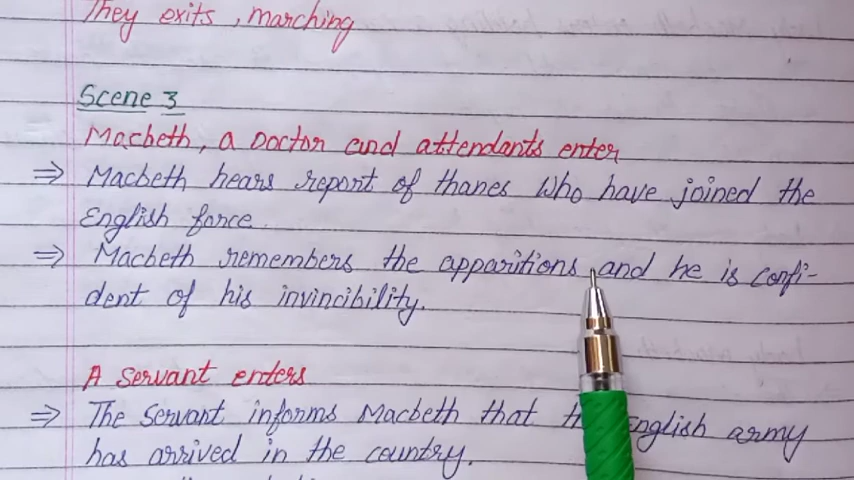 They exits, marching
Scene 3
Macbeth, a Doctor and attendants enter
⇒ Macbeth hears report of thanes who have joined the
English force.
⇒ Macbeth remembers the apparitions and he is confi-
dent of his invincibility.
A servant enters
⇒ The servant informs Macbeth that English army
has arrived in the country.